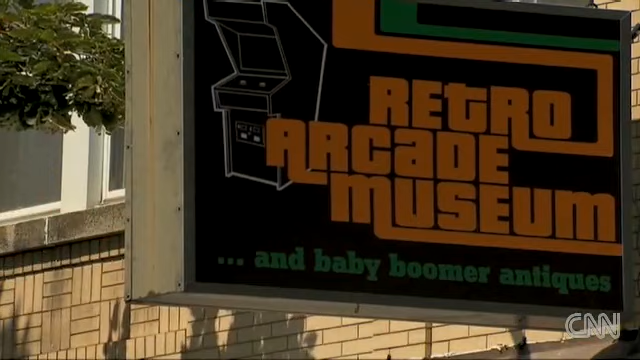 RETRO
ARCADE
MUSEUM
... and baby boomer antiques
CNN